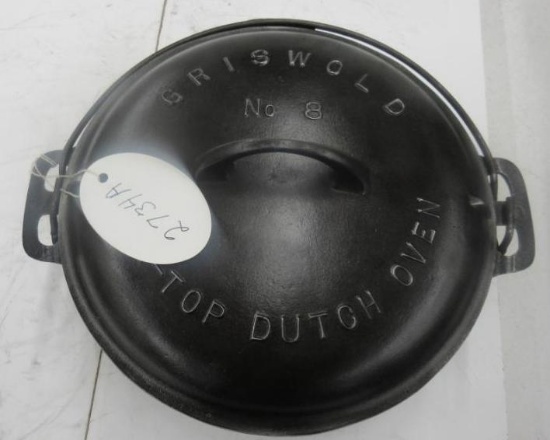 GRISWOLD
No 8
-TOP DUTCH OVEN
2734A